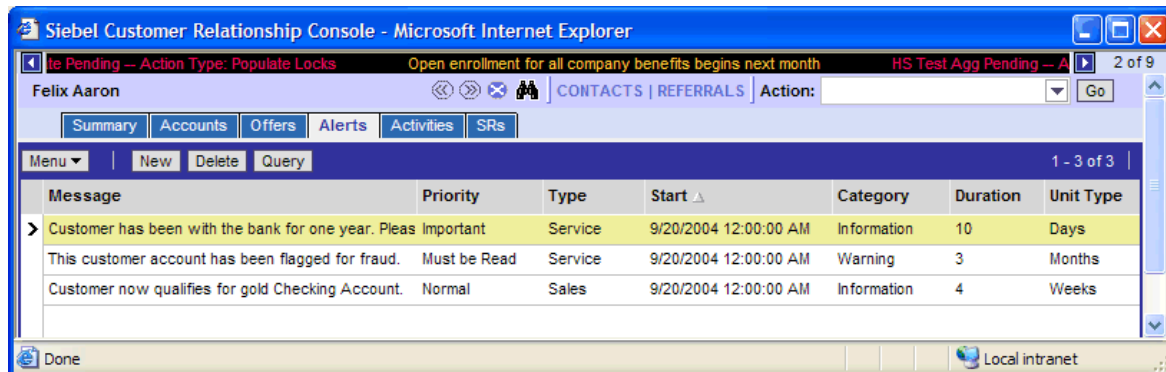 Siebel Customer Relationship Console - Microsoft Internet Explorer
te Pending -- Action Type: Populate Locks Open enrollment for all company benefits begins next month HS Test Agg Pending -- A 2 of 9
Felix Aaron CONTACTS | REFERRALS Action: Go
Summary Accounts Offers Alerts Activities SRs
Menu New Delete Query 1 - 3 of 3
Message Priority Type Start Category Duration Unit Type
Customer has been with the bank for one year. Pleas Important Service 9/20/2004 12:00:00 AM Information 10 Days
This customer account has been flagged for fraud. Must be Read Service 9/20/2004 12:00:00 AM Warning 3 Months
Customer now qualifies for gold Checking Account. Normal Sales 9/20/2004 12:00:00 AM Information 4 Weeks
Done Local intranet